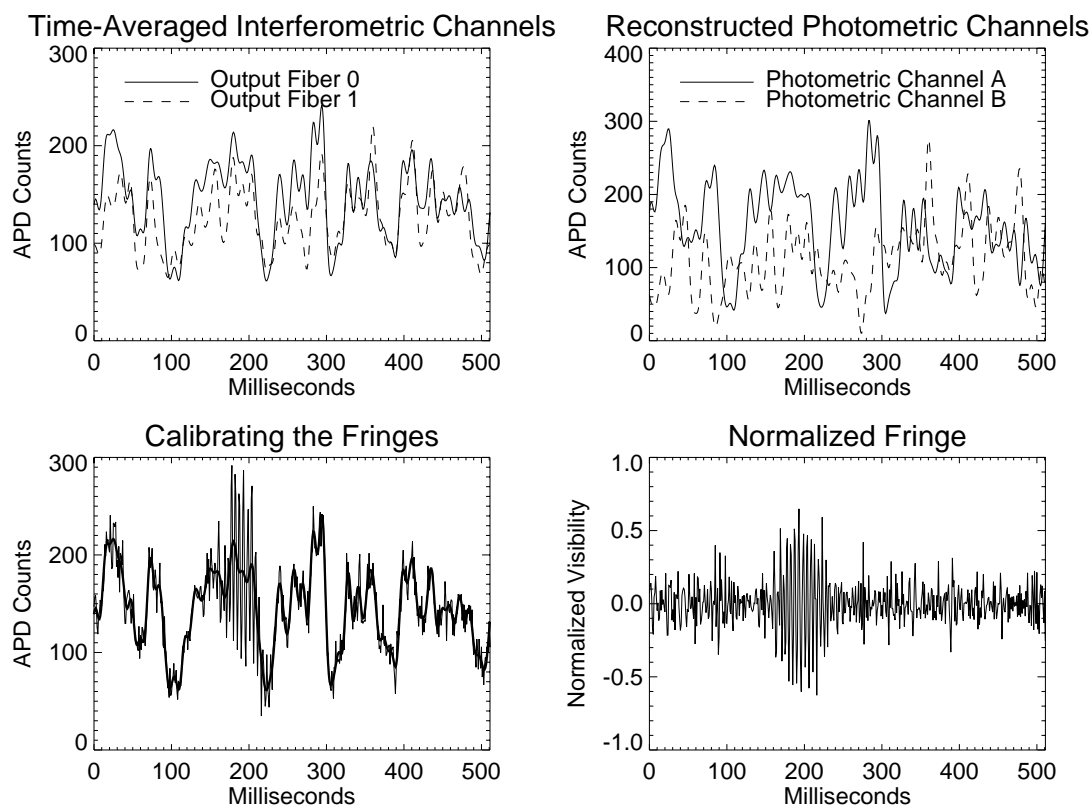 Time-Averaged Interferometric Channels
300
200
100
0
APD Counts
Output Fiber 0
Output Fiber 1
0 100 200 300 400 500
Milliseconds
Reconstructed Photometric Channels
400
300
200
100
0
APD Counts
Photometric Channel A
Photometric Channel B
0 100 200 300 400 500
Milliseconds
Calibrating the Fringes
300
200
100
0
APD Counts
0 100 200 300 400 500
Milliseconds
Normalized Fringe
1.0
0.5
0.0
-0.5
-1.0
Normalized Visibility
0 100 200 300 400 500
Milliseconds